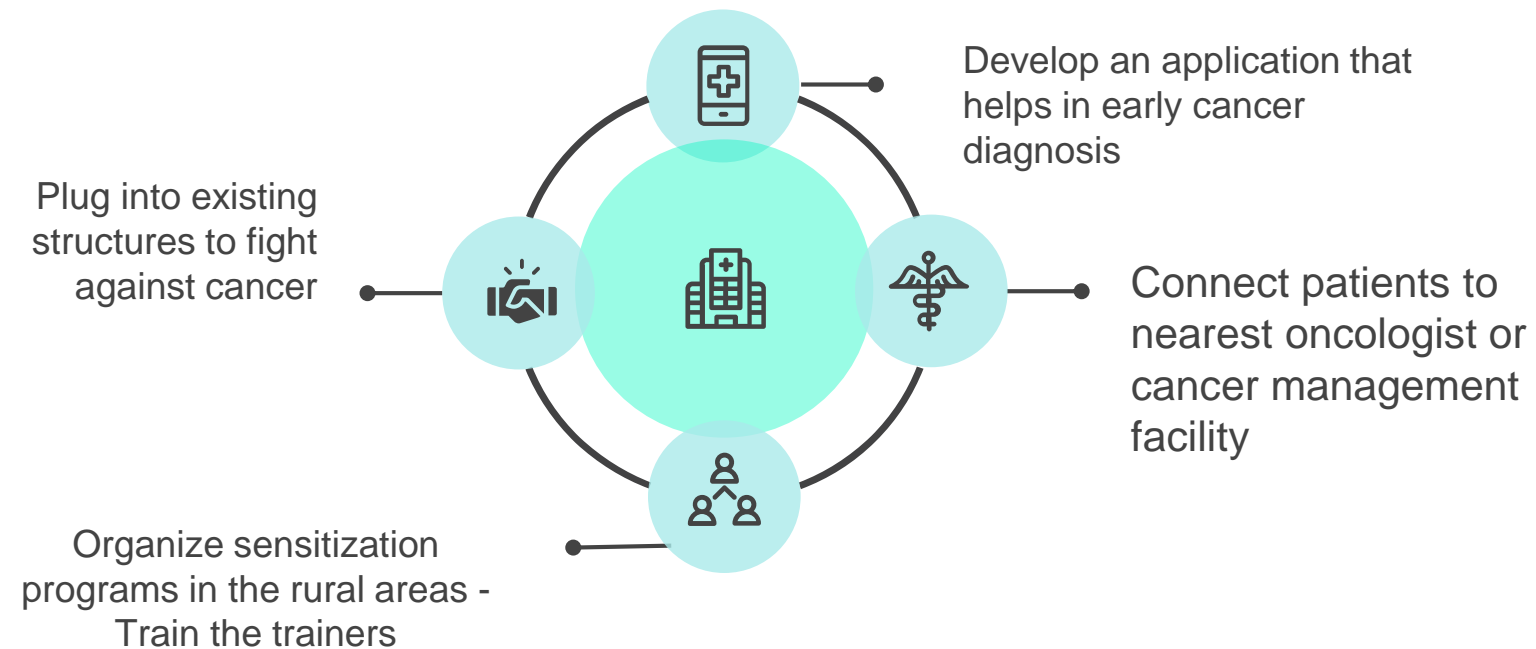 Develop an application that
helps in early cancer
diagnosis
Plug into existing
structures to fight
against cancer
Connect patients to
nearest oncologist or
cancer management
facility
Organize sensitization
programs in the rural areas -
Train the trainers